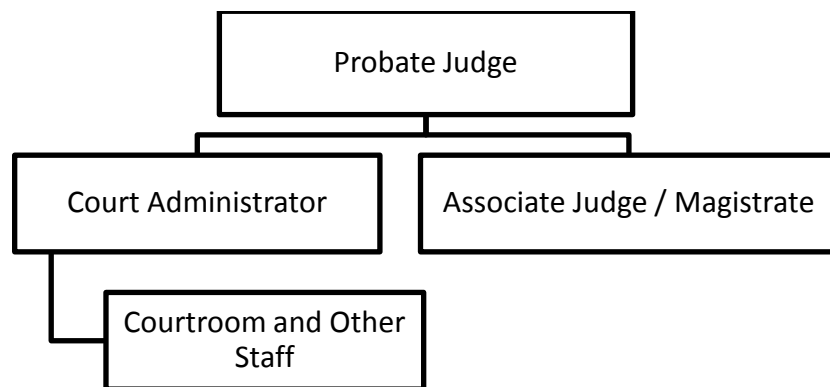 Probate Judge
Court Administrator
Associate Judge / Magistrate
Courtroom and Other
Staff